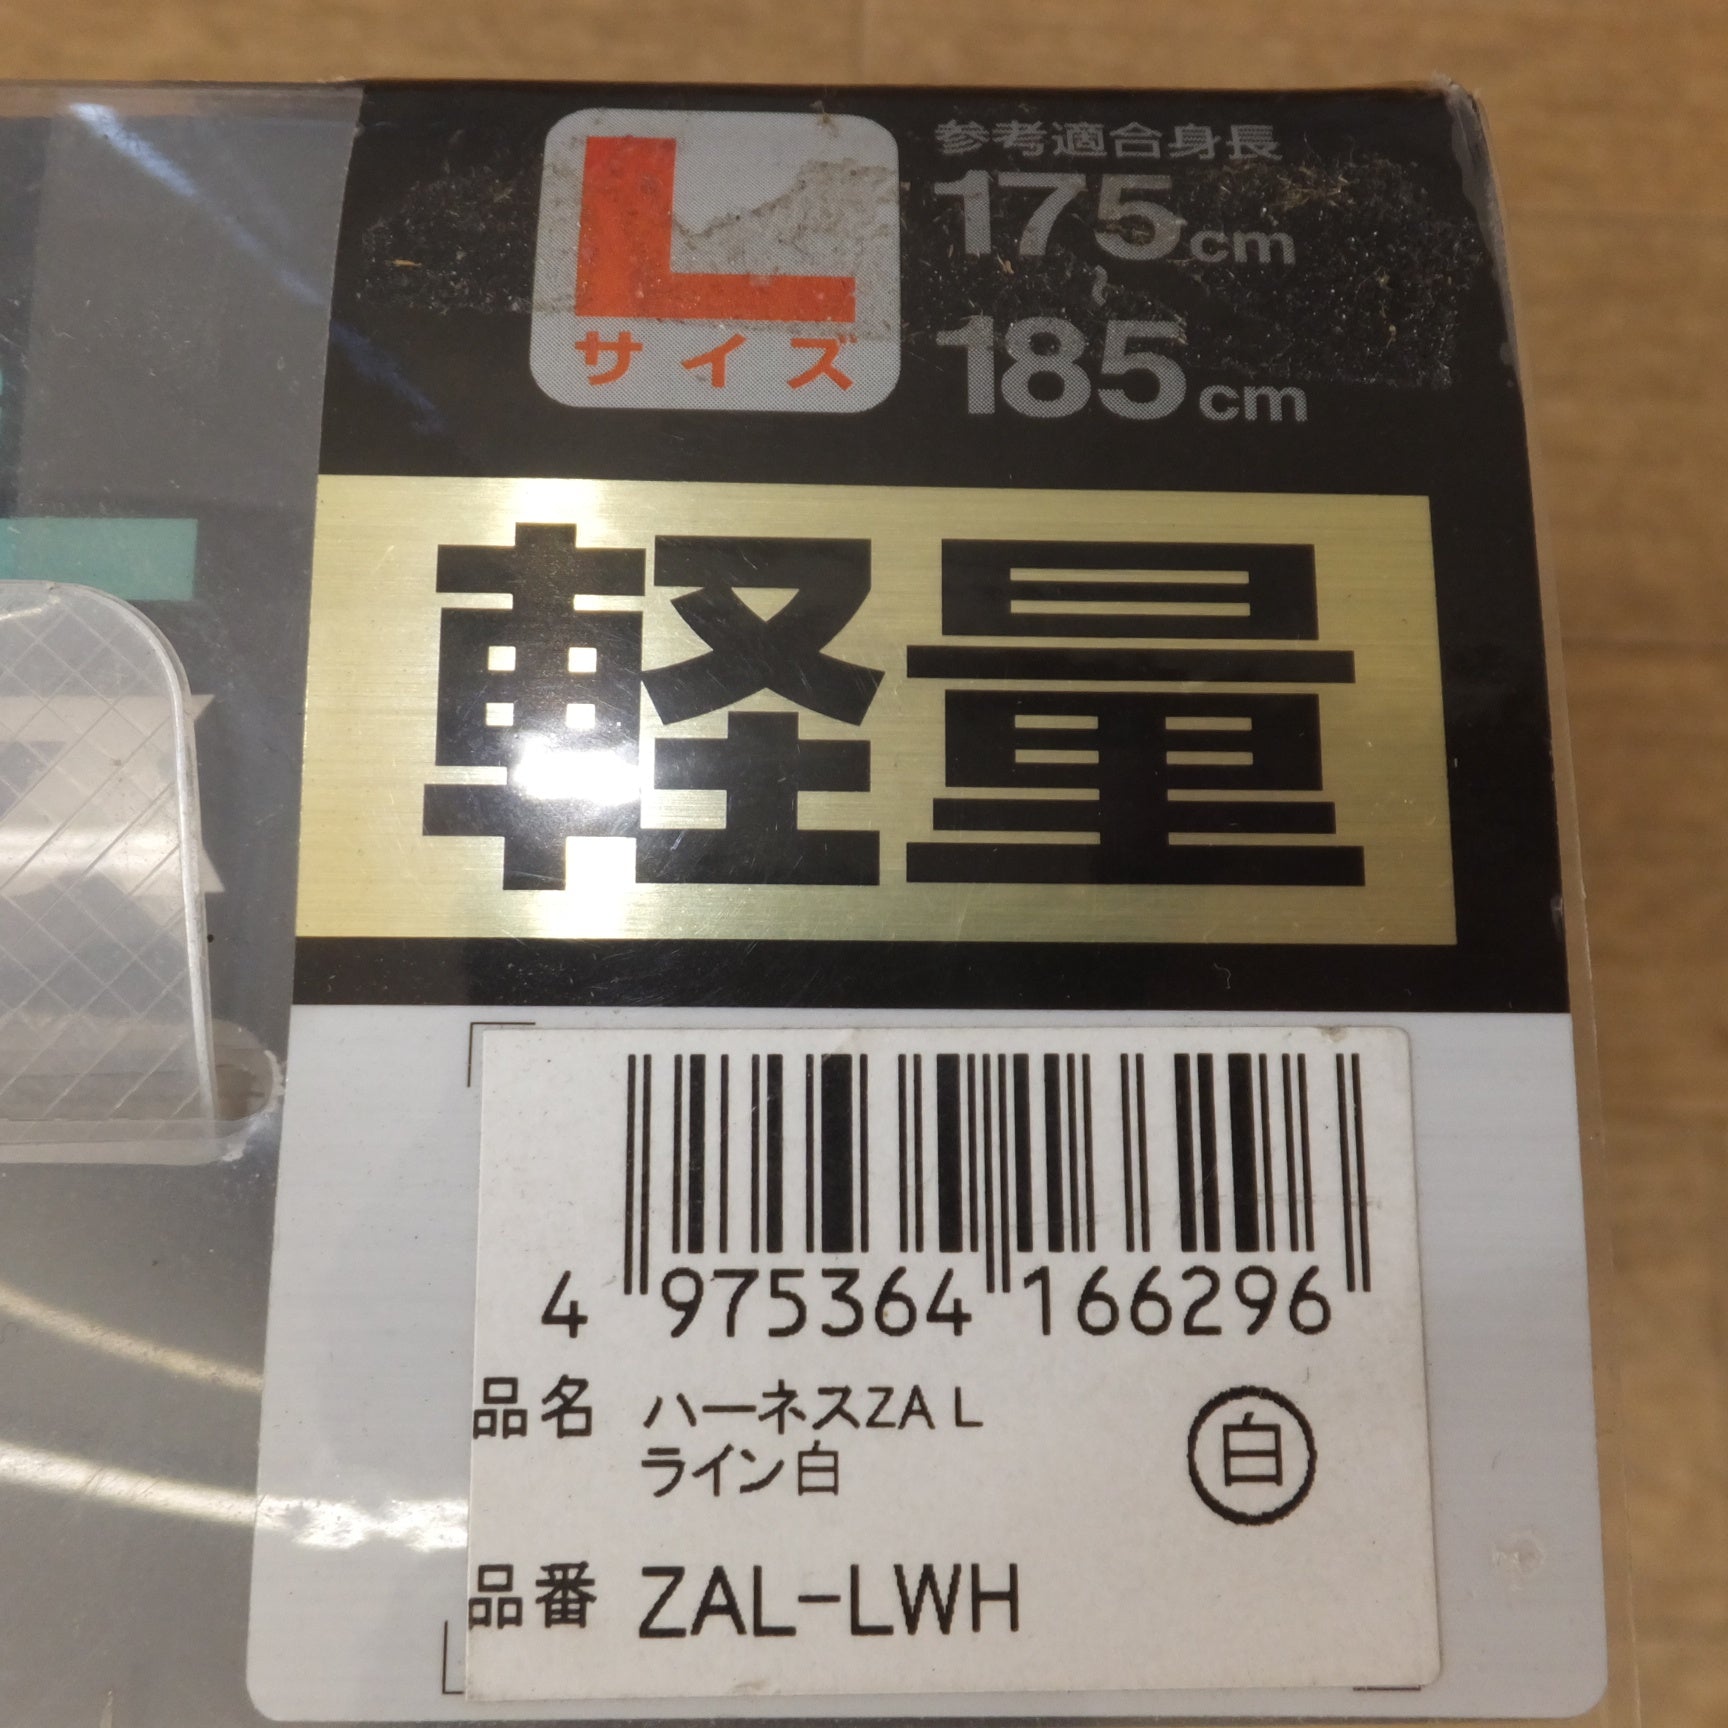 L
サイズ
参考適合身長
175cm
~
185cm
軽量
4 975364 166296
品名 ハーネスZA L
ライン白
白
品番 ZAL-LWH